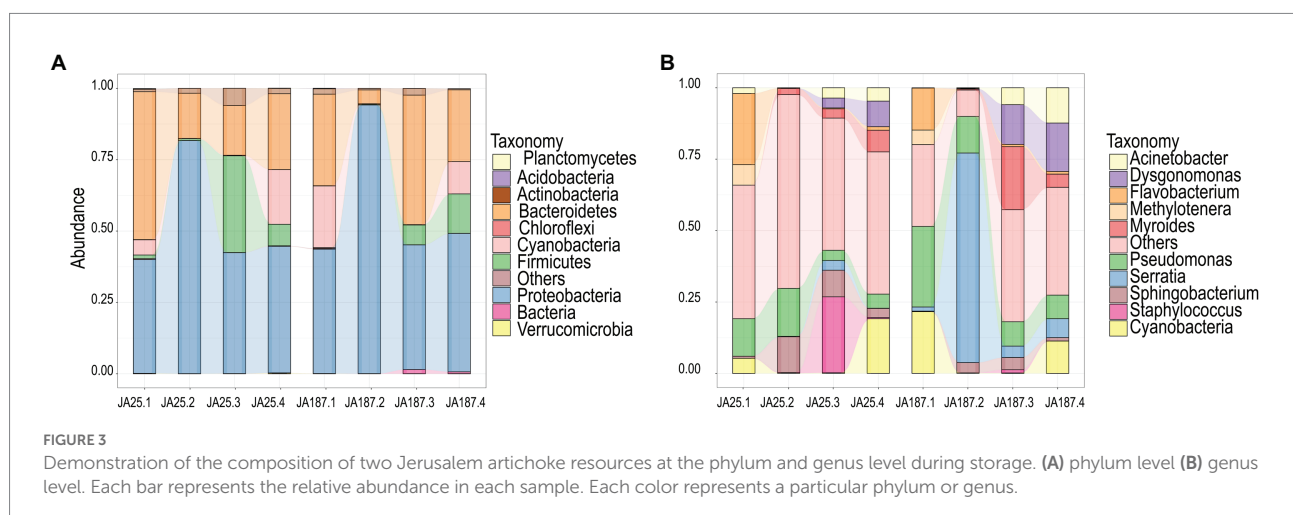 A
1.00
0.75
0.50
0.25
0.00
Abundance
JA25.1 JA25.2 JA25.3 JA25.4 JA187.1 JA187.2 JA187.3 JA187.4
Taxonomy
Planctomycetes
Acidobacteria
Actinobacteria
Bacteroidetes
Chloroflexi
Cyanobacteria
Firmicutes
Others
Proteobacteria
Bacteria
Verrucomicrobia
B
1.00
0.75
0.50
0.25
0.00
JA25.1 JA25.2 JA25.3 JA25.4 JA187.1 JA187.2 JA187.3 JA187.4
Taxonomy
Acinetobacter
Dysgonomonas
Flavobacterium
Methylotenera
Myroides
Others
Pseudomonas
Serratia
Sphingobacterium
Staphylococcus
Cyanobacteria
FIGURE 3
Demonstration of the composition of two Jerusalem artichoke resources at the phylum and genus level during storage. (A) phylum level (B) genus
level. Each bar represents the relative abundance in each sample. Each color represents a particular phylum or genus.